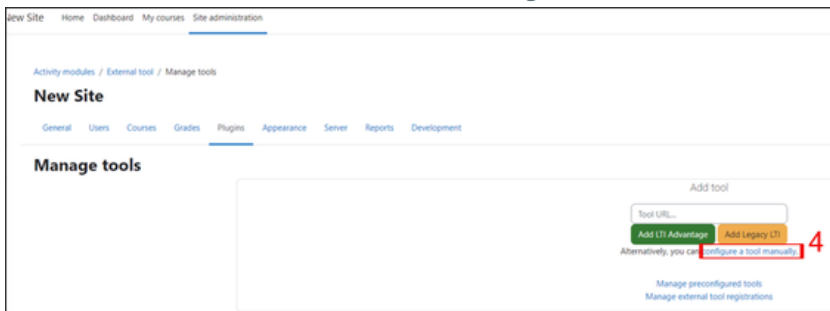 New Site Home Dashboard My courses Site administration
Activity modules / External tool / Manage tools
New Site
General Users Courses Grades Plugins Appearance Server Reports Development
Manage tools
Add tool
Tool URL...
Add LTI Advantage Add Legacy LTI
Alternatively, you can configure a tool manually.
4
Manage preconfigured tools
Manage external tool registrations